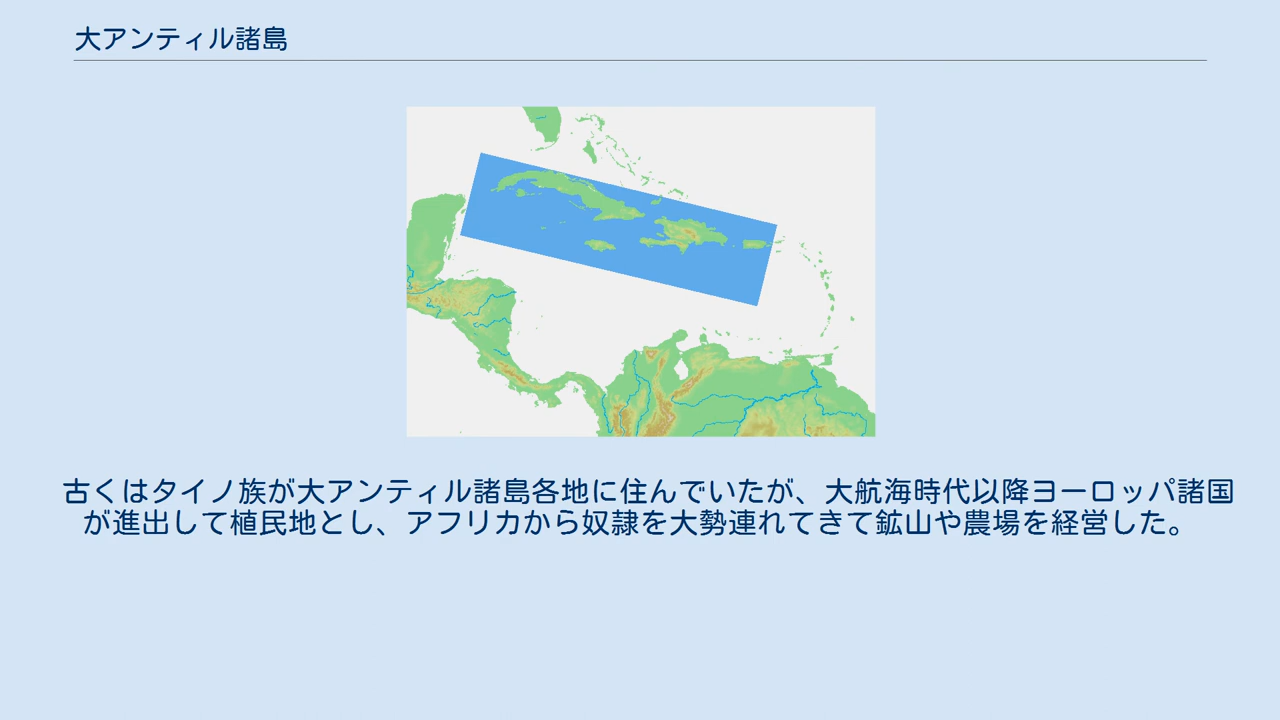 大アンティル諸島
古くはタイノ族が大アンティル諸島各地に住んでいたが、大航海時代以降ヨーロッパ諸国
が進出して植民地とし、アフリカから奴隷を大勢連れてきて鉱山や農場を経営した。